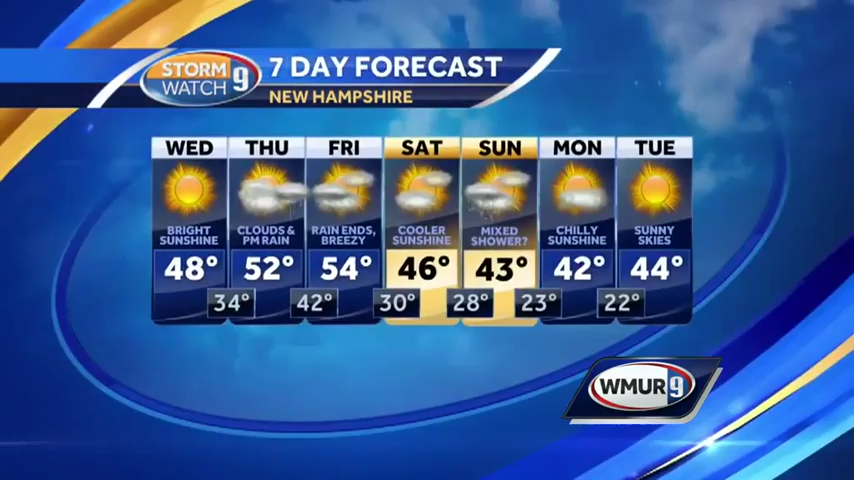 STORM
WATCH 9
7 DAY FORECAST
NEW HAMPSHIRE
WED THU FRI SAT SUN MON TUE
BRIGHT SUNSHINE CLOUDS & PM RAIN RAIN ENDS, BREEZY COOLER SUNSHINE MIXED SHOWER? CHILLY SUNSHINE SUNNY SKIES
48° 52° 54° 46° 43° 42° 44°
34° 42° 30° 28° 23° 22°
WMUR 9